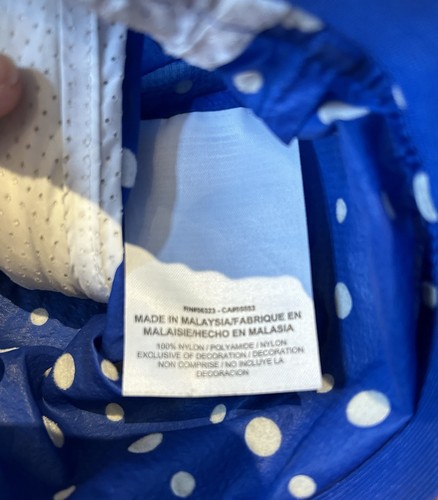 RN#56323 - CA#05553
MADE IN MALAYSIA/FABRIQUE EN
MALAISIE/HECHO EN MALASIA
100% NYLON / POLYAMIDE / NYLON
EXCLUSIVE OF DECORATION / DECORATION
NON COMPRISE / NO INCLUYE LA
DECORACION